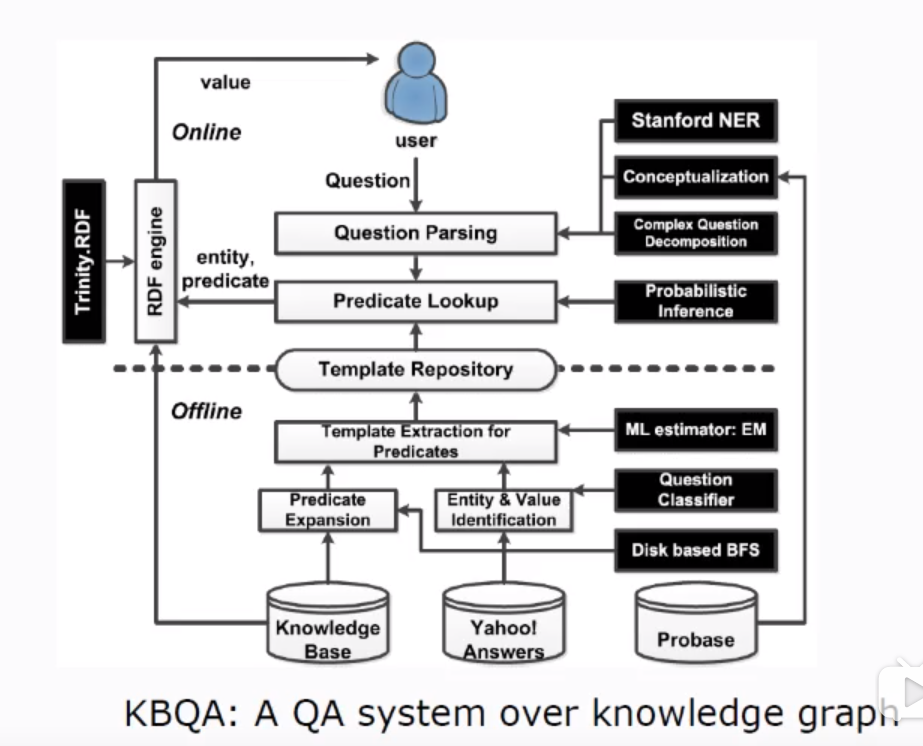 value
Online
user
Question
Stanford NER
Conceptualization
Complex Question
Decomposition
Question Parsing
Trinity.RDF
RDF engine
entity,
predicate
Predicate Lookup
Probabilistic
Inference
Template Repository
Offline
Template Extraction for
Predicates
ML estimator: EM
Predicate
Expansion
Entity & Value
Identification
Question
Classifier
Disk based BFS
Knowledge
Base
Yahoo!
Answers
Probase
KBQA: A QA system over knowledge graph